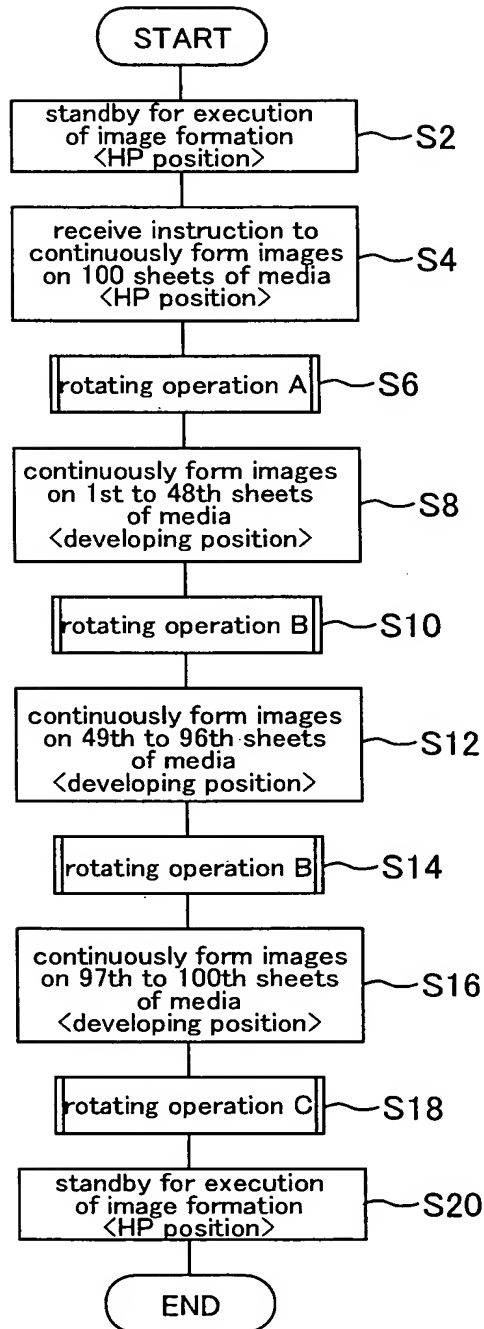 START
standby for execution
of image formation
<HP position>
S2
receive instruction to
continuously form images
on 100 sheets of media
<HP position>
S4
rotating operation A
S6
continuously form images
on 1st to 48th sheets
of media
<developing position>
S8
rotating operation B
S10
continuously form images
on 49th to 96th sheets
of media
<developing position>
S12
rotating operation B
S14
continuously form images
on 97th to 100th sheets
of media
<developing position>
S16
rotating operation C
S18
standby for execution
of image formation
<HP position>
S20
END